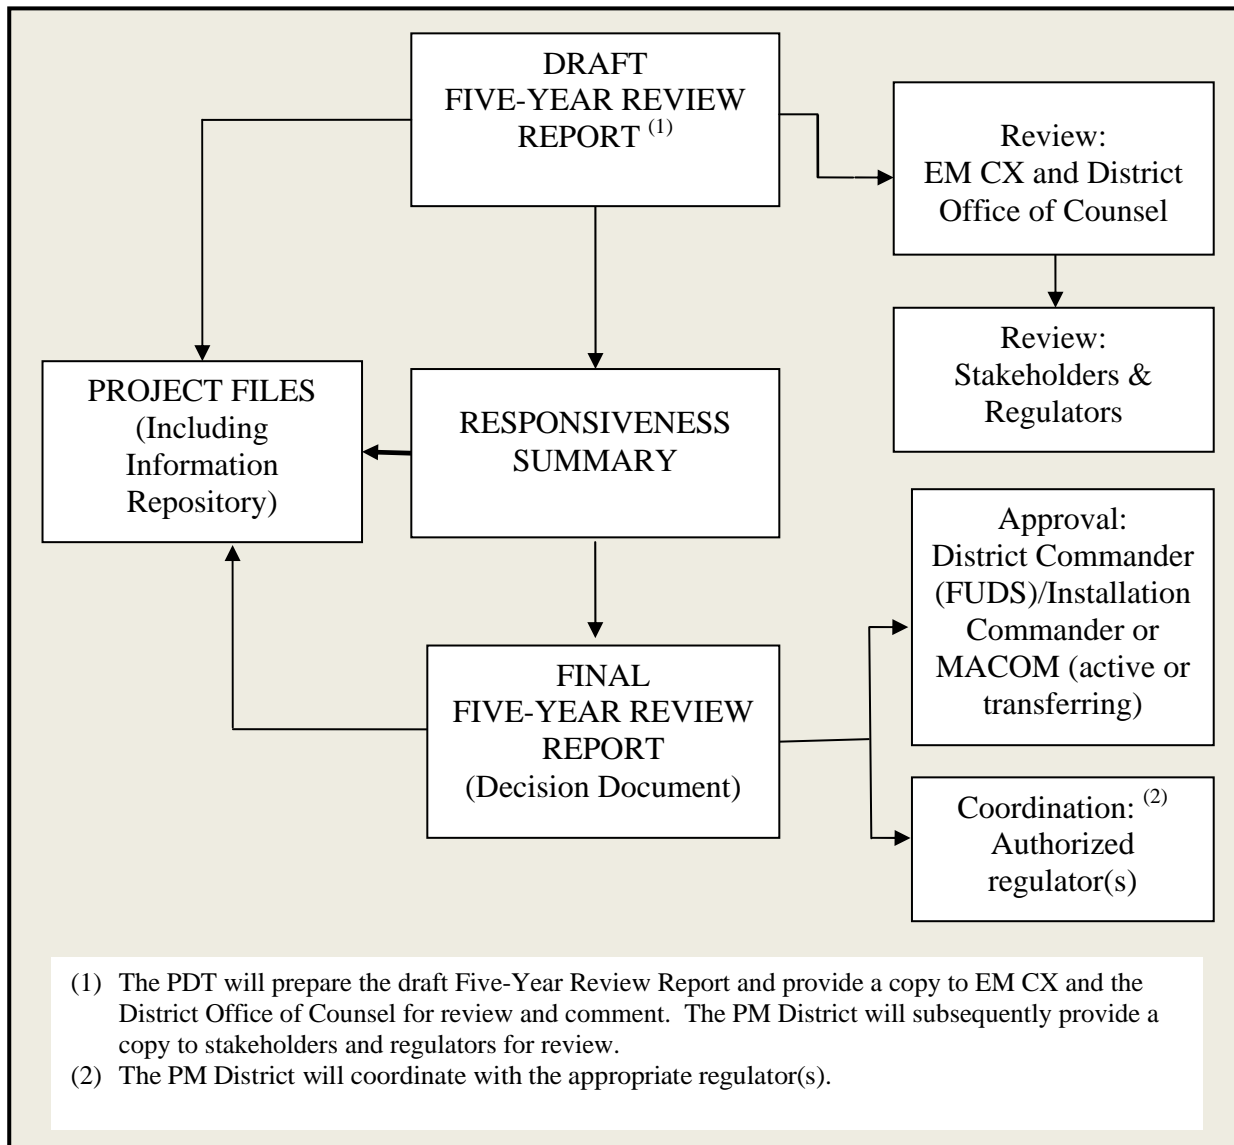 DRAFT
FIVE-YEAR REVIEW
REPORT (1)
Review:
EM CX and District
Office of Counsel
Review:
Stakeholders &
Regulators
PROJECT FILES
(Including
Information
Repository)
RESPONSIVENESS
SUMMARY
Approval:
District Commander
(FUDS)/Installation
Commander or
MACOM (active or
transferring)
FINAL
FIVE-YEAR REVIEW
REPORT
(Decision Document)
Coordination: (2)
Authorized
regulator(s)
(1) The PDT will prepare the draft Five-Year Review Report and provide a copy to EM CX and the
District Office of Counsel for review and comment.  The PM District will subsequently provide a
copy to stakeholders and regulators for review.
(2) The PM District will coordinate with the appropriate regulator(s).